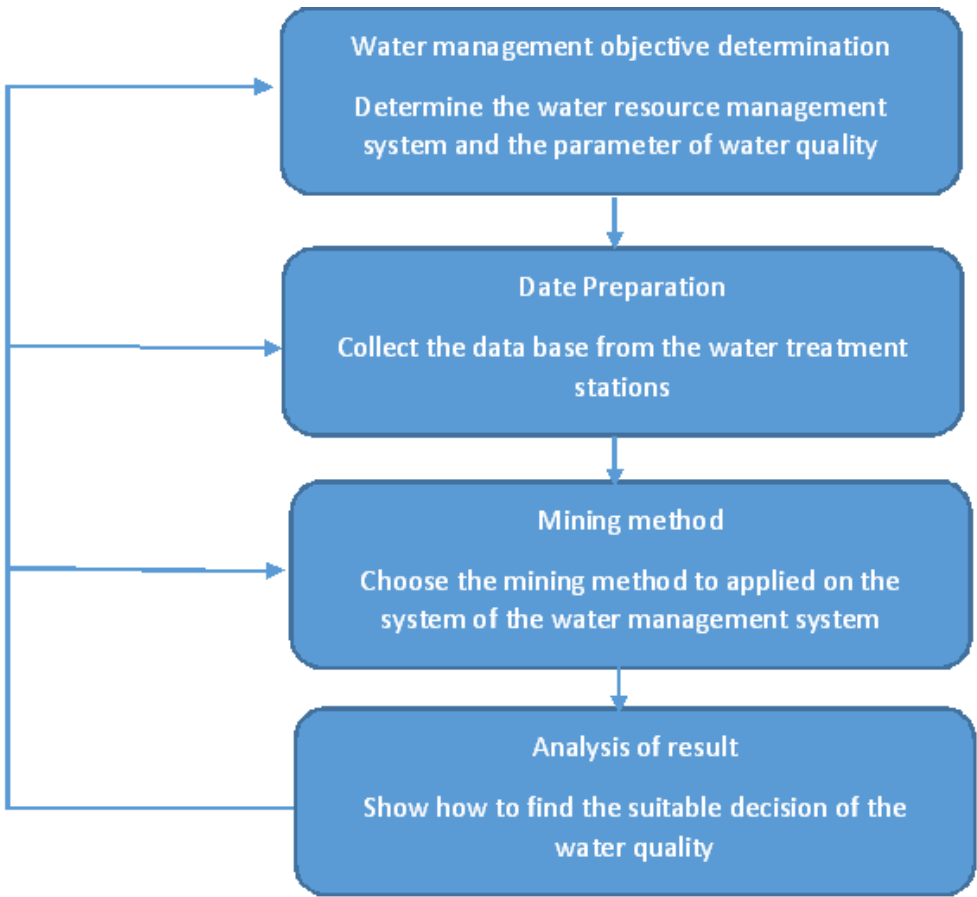 Water management objective determination
Determine the water resource management
system and the parameter of water quality
Date Preparation
Collect the data base from the water treatment
stations
Mining method
Choose the mining method to applied on the
system of the water management system
Analysis of result
Show how to find the suitable decision of the
water quality